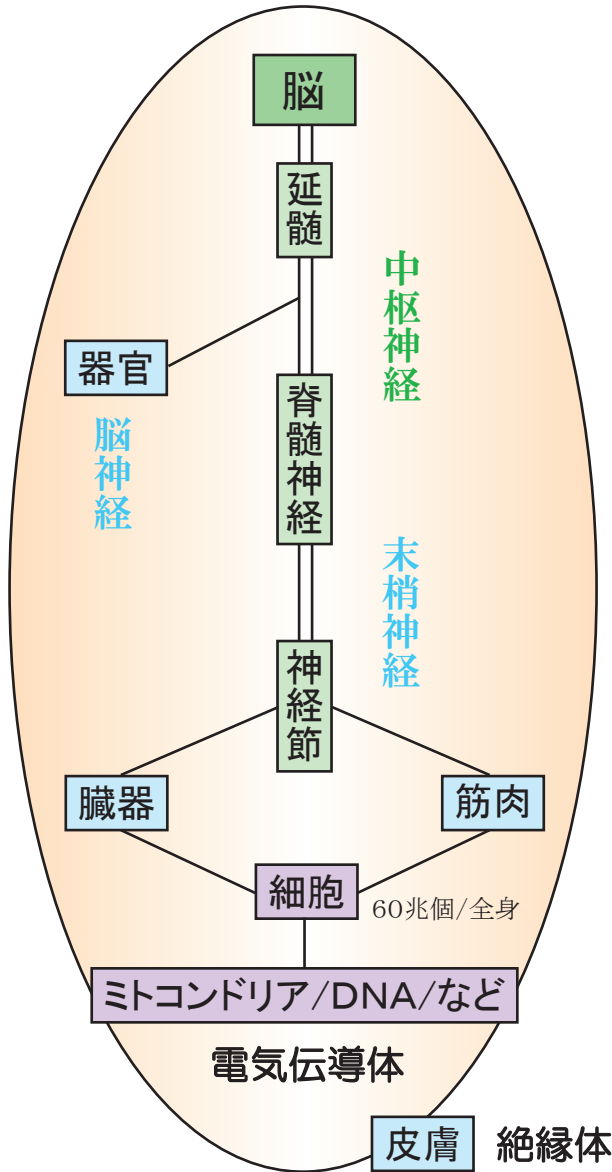 脳
延髄
中枢神経
器官
脳神経
脊髄神経
末梢神経
神経節
臓器
筋肉
細胞
60兆個/全身
ミトコンドリア/DNA/など
電気伝導体
皮膚
絶縁体